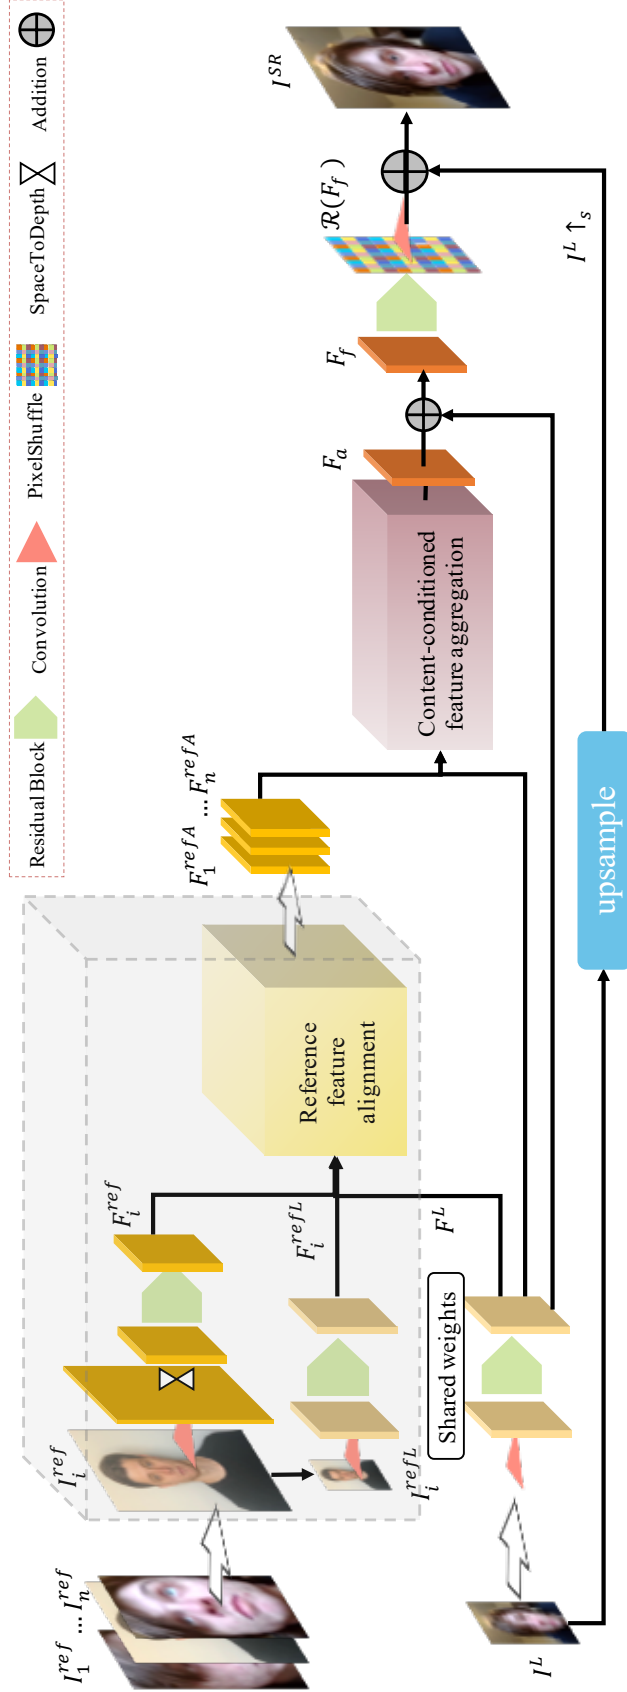 Residual Block
Convolution
PixelShuffle
SpaceToDepth
Addition
I_1^{ref} ... I_n^{ref}
I_i^{ref}
I_i^{refL}
F_i^{ref}
F_i^{refL}
F^L
Shared weights
I^L
Reference
feature
alignment
F_1^{refA} ... F_n^{refA}
Content-conditioned
feature aggregation
F_a
F_f
ℛ(F_f)
I^{SR}
upsample
I^L ↑_s